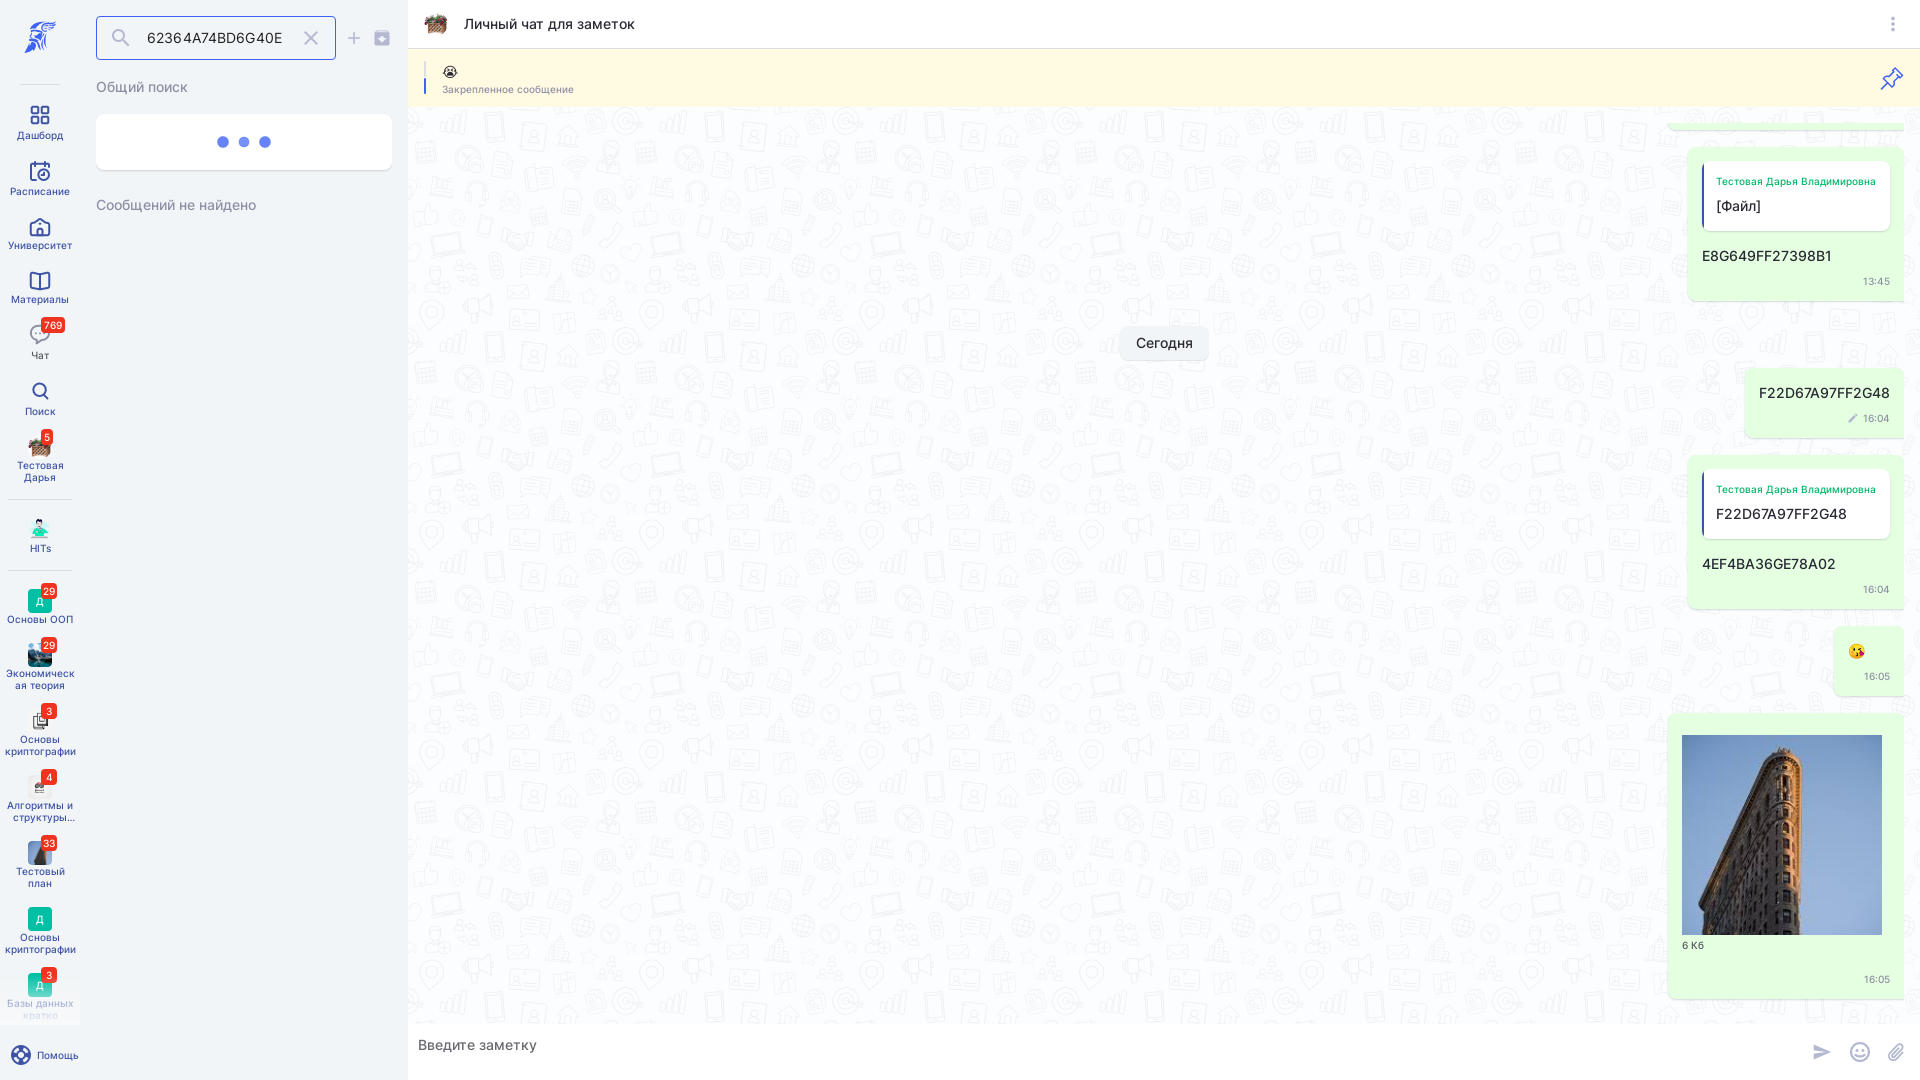 62364A74BD6G40E
Общий поиск
Сообщений не найдено
Дашборд
Расписание
Университет
Материалы
769
Чат
Поиск
5
Тестовая
Дарья
HITs
29
Д
Основы ООП
29
Экономическ
ая теория
3
Основы
криптографии
4
Алгоритмы и
структуры...
33
Тестовый
план
Д
Основы
криптографии
3
Д
Базы данных
кратко
Помощь
Личный чат для заметок
😭
Закрепленное сообщение
Тестовая Дарья Владимировна
[Файл]
E8G649FF27398B1
13:45
Сегодня
F22D67A97FF2G48
16:04
Тестовая Дарья Владимировна
F22D67A97FF2G48
4EF4BA36GE78A02
16:04
😘
16:05
6 Кб
16:05
Введите заметку